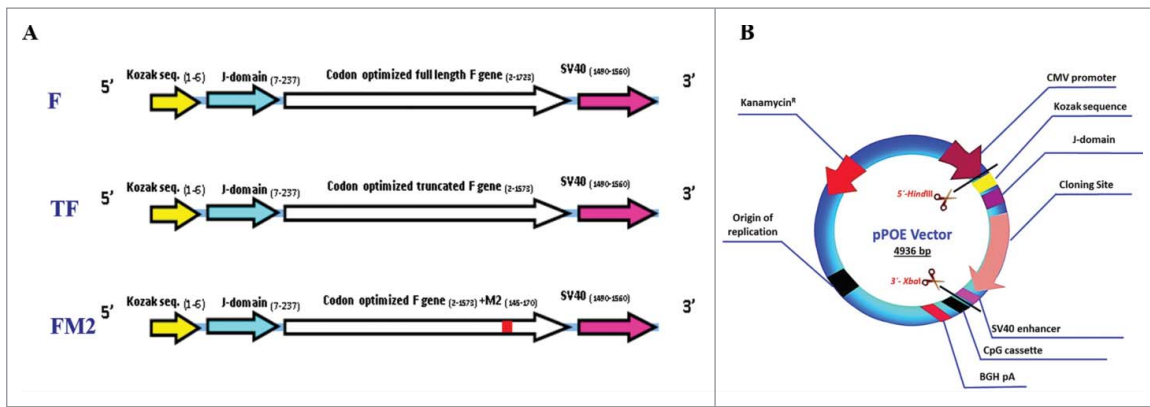 A
Kozak seq. (1-6) J-domain (7-237) Codon optimized full length F gene (2-1723) SV40 (1490-1560)
5’ 3’
F
Kozak seq. (1-6) J-domain (7-237) Codon optimized truncated F gene (2-1573) SV40 (1490-1560)
5’ 3’
TF
Kozak seq. (1-6) J-domain (7-237) Codon optimized F gene (2-1573) +M2 (145-170) SV40 (1490-1560)
5’ 3’
FM2
B
CMV promoter
Kozak sequence
Kanamycinᴿ
J-domain
Cloning Site
5´-HindIII
Origin of
replication
pPOE Vector
4936 bp
3´- XbaI
SV40 enhancer
CpG cassette
BGH pA